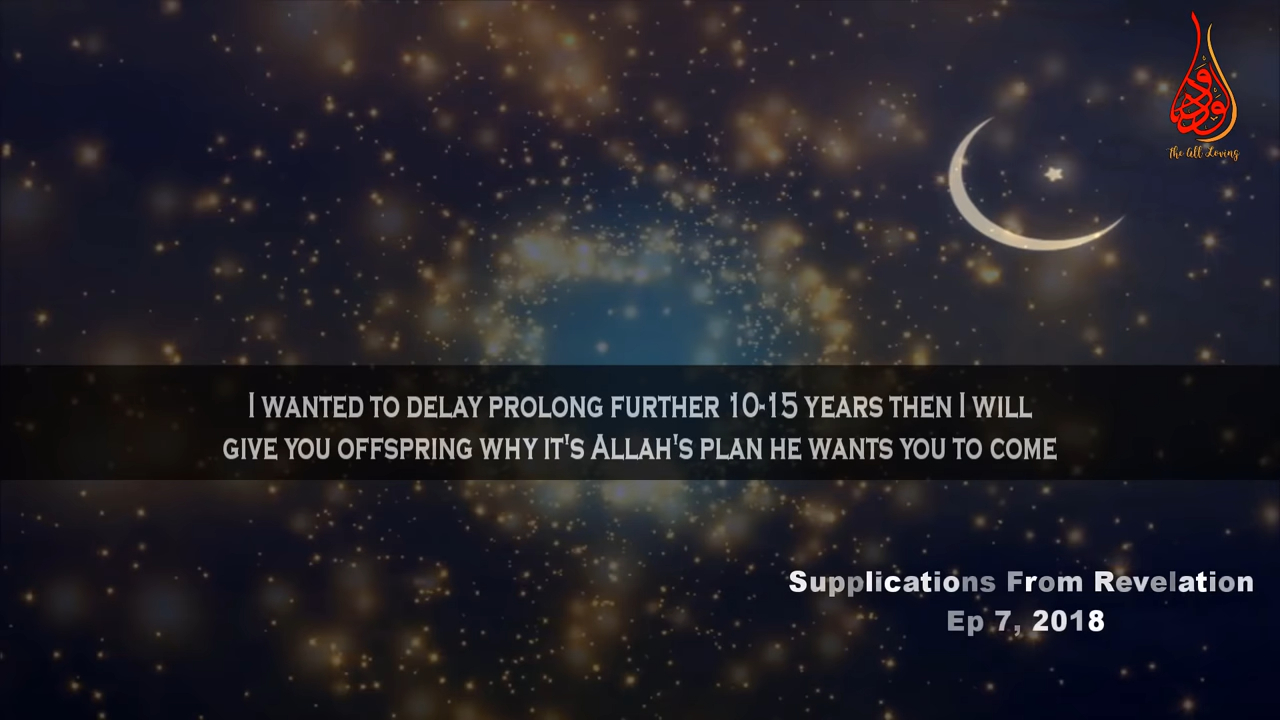 الودود
The All Loving
I WANTED TO DELAY PROLONG FURTHER 10-15 YEARS THEN I WILL
GIVE YOU OFFSPRING WHY IT'S ALLAH'S PLAN HE WANTS YOU TO COME
Supplications From Revelation
Ep 7, 2018